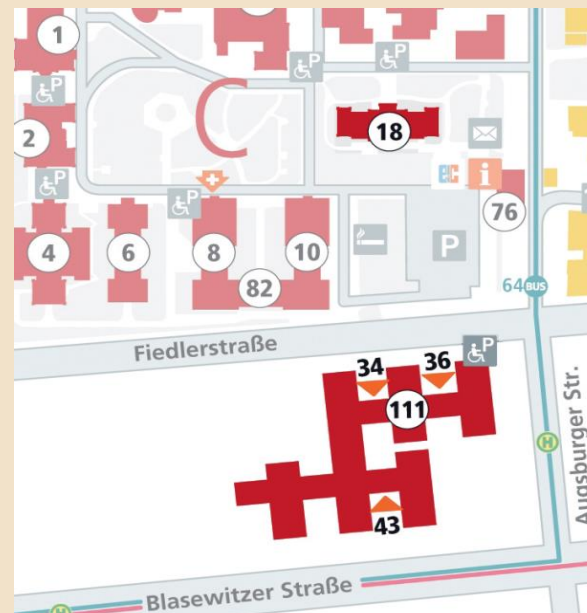 1
P
P
C
P
18
2
P
P
EC
i
76
4
6
8
10
P
82
64 BUS
Fiedlerstraße
P
34
36
111
H
Augsburger Str.
43
Blasewitzer Straße
H